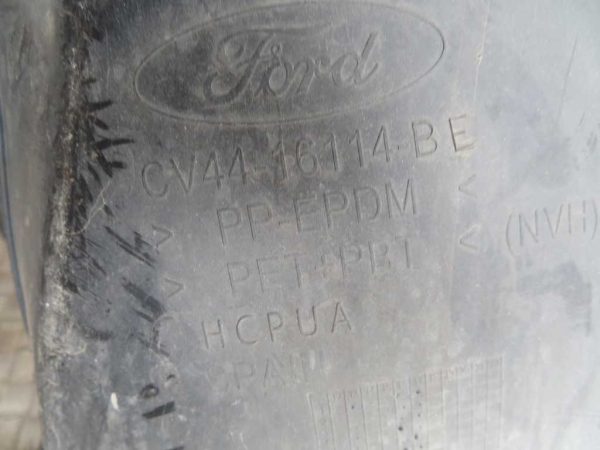 Ford
CV44-16114-BE
> PP-EPDM <
> PET+PBT < (NVH)
HCPUA